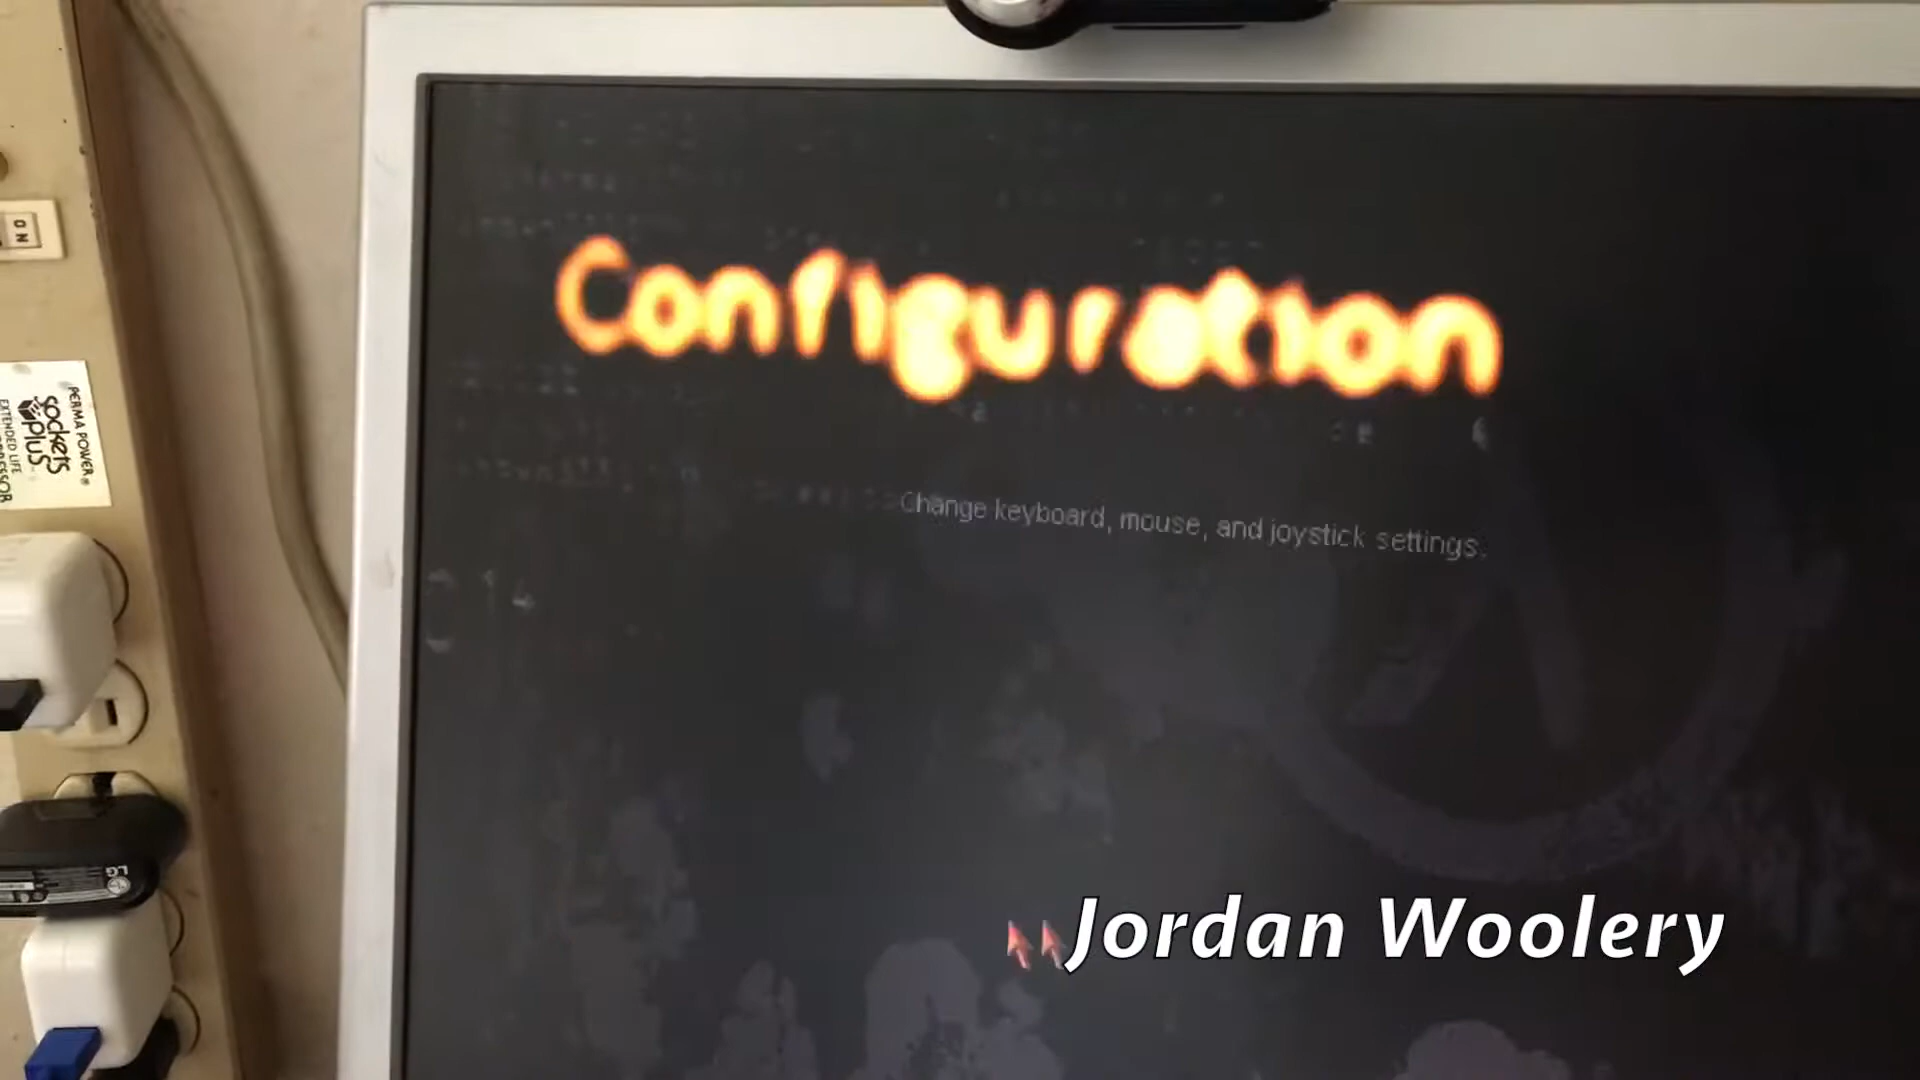 ON
PERMA POWER®
sockets
plus
EXTENDED LIFE
Configuration
Change keyboard, mouse, and joystick settings.
LG
Jordan Woolery